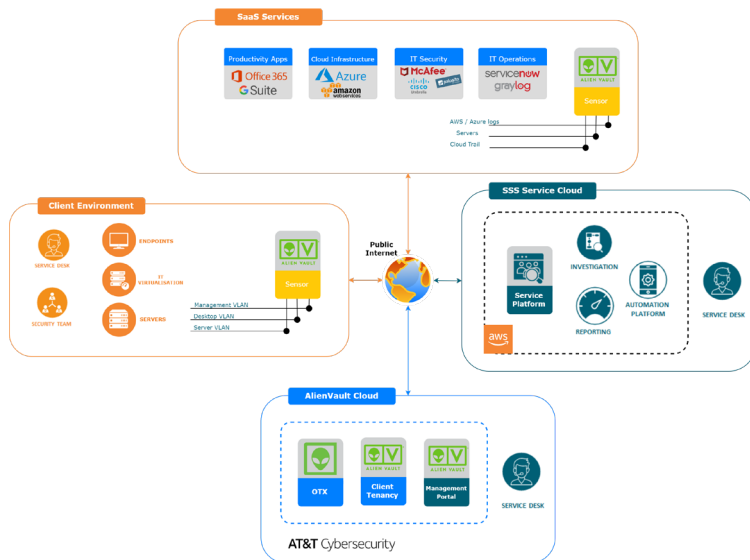 SaaS Services
Productivity Apps
Office 365
G Suite
Cloud Infrastructure
Azure
amazon
webservices
IT Security
McAfee
CISCO
IT Operations
servicenow
graylog
ALIEN VAULT
Sensor
AWS / Azure logs
Servers
Cloud Trail
Client Environment
SERVICE DESK
SECURITY TEAM
ENDPOINTS
IT
VIRTUALISATION
SERVERS
ALIEN VAULT
Sensor
Management VLAN
Desktop VLAN
Server VLAN
Public
Internet
SSS Service Cloud
Service
Platform
INVESTIGATION
REPORTING
AUTOMATION
PLATFORM
SERVICE DESK
aws
AlienVault Cloud
OTX
ALIEN VAULT
Client
Tenancy
ALIEN VAULT
Management
Portal
SERVICE DESK
AT&T Cybersecurity